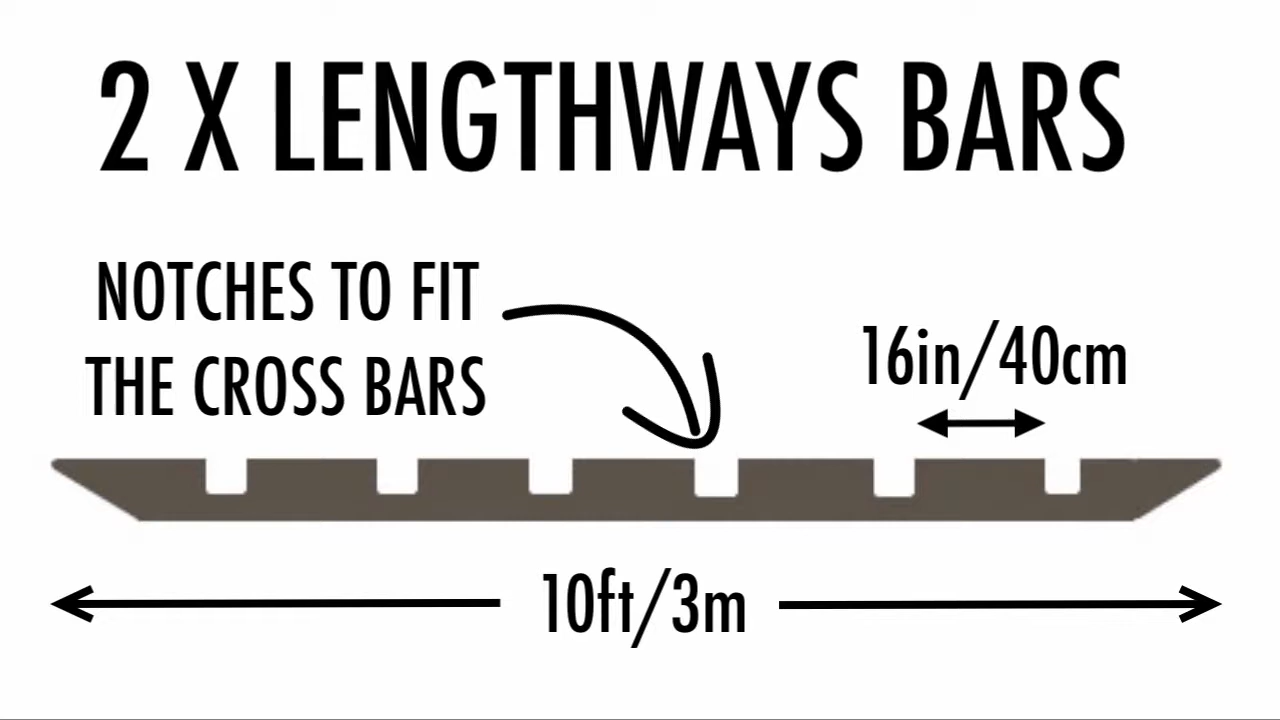 2 X LENGTHWAYS BARS
NOTCHES TO FIT
THE CROSS BARS
16in/40cm
10ft/3m